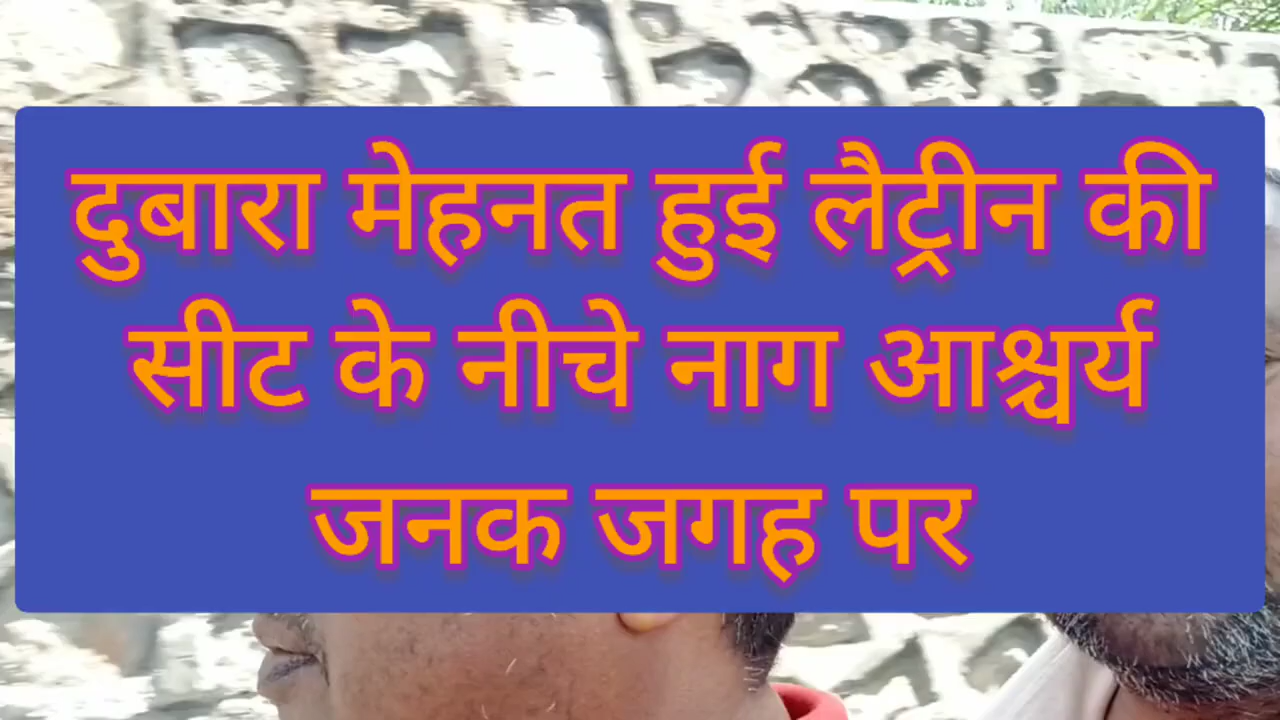 दुबारा मेहनत हुई लैट्रीन की
सीट के नीचे नाग आश्चर्य
जनक जगह पर